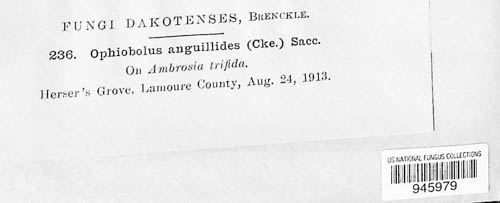 FUNGI DAKOTENSES, BRENCKLE.
236. Ophiobolus anguillides (Cke.) Sacc.
On Ambrosia trifida.
Herser's Grove, Lamoure County, Aug. 24, 1913.
US NATIONAL FUNGUS COLLECTIONS
945979